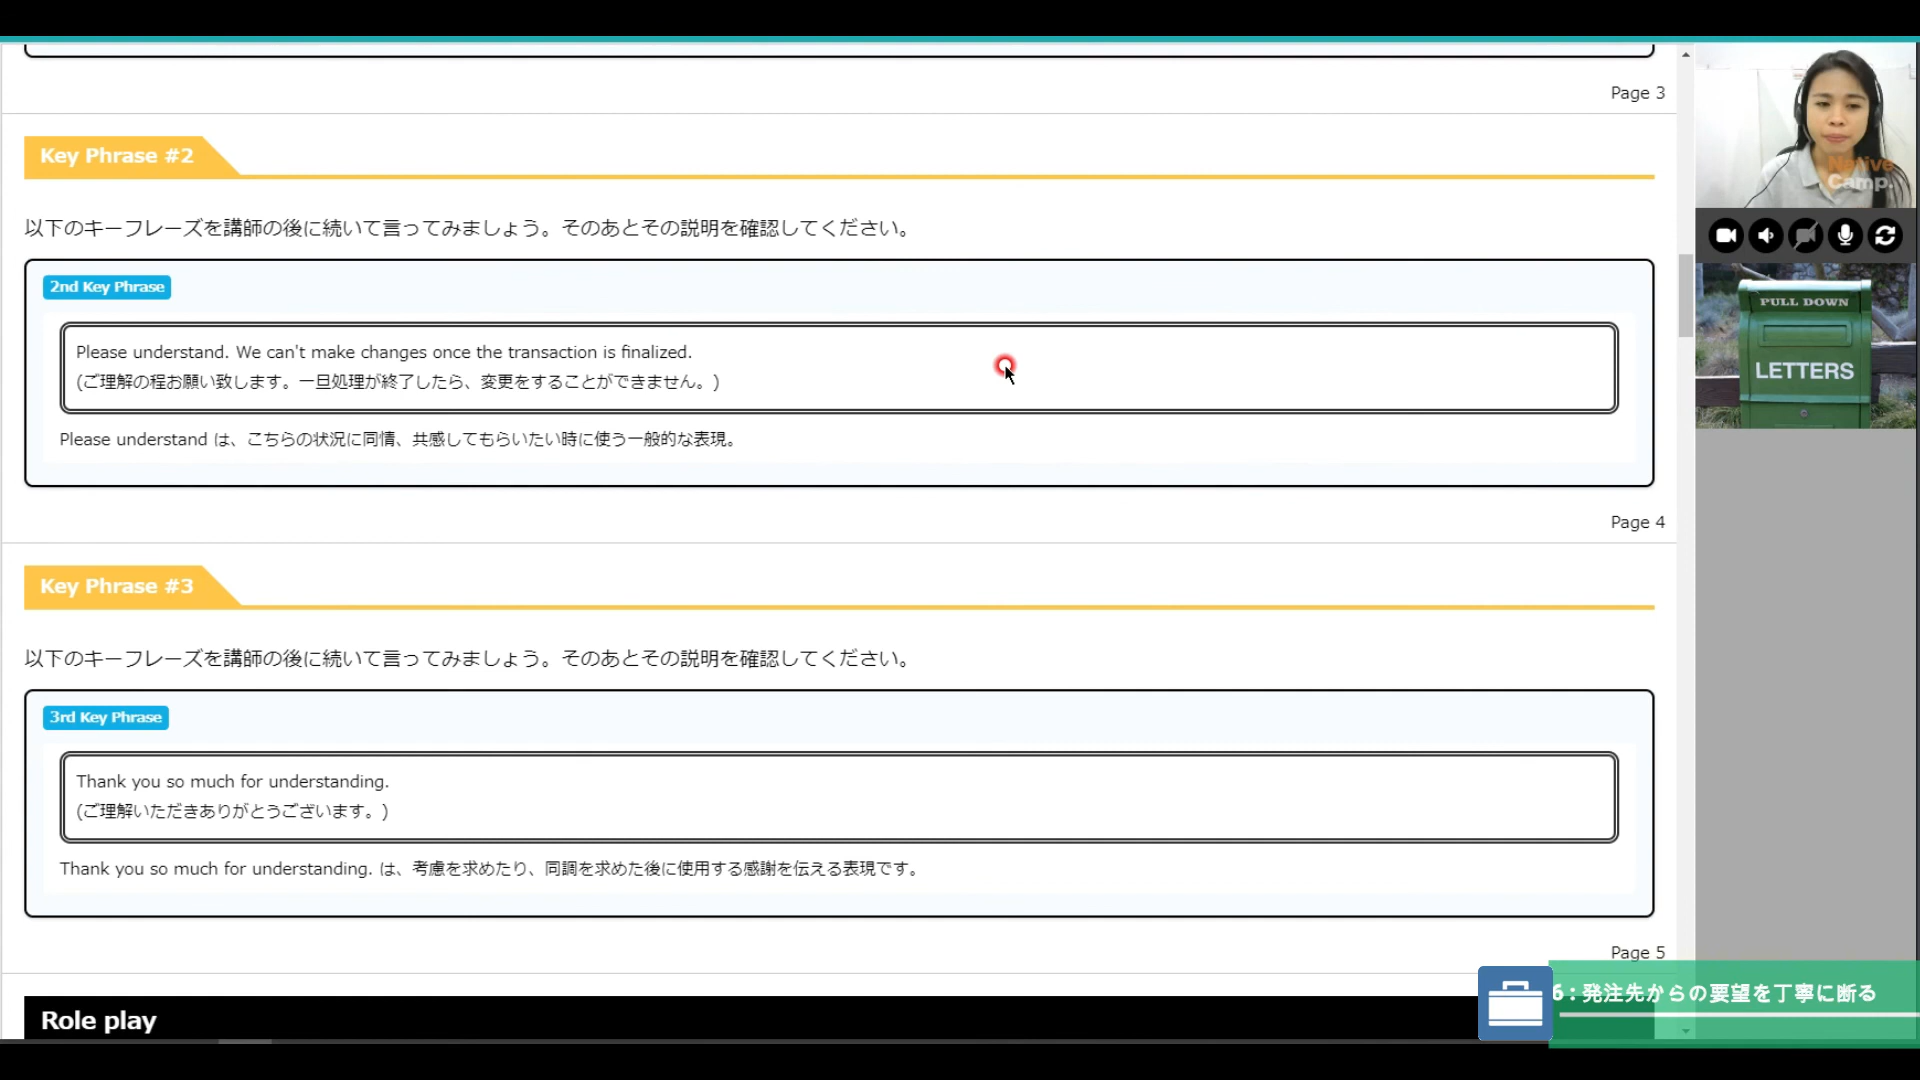 Page 3
Key Phrase #2
以下のキーフレーズを講師の後に続いて言ってみましょう。そのあとその説明を確認してください。
2nd Key Phrase
Please understand. We can't make changes once the transaction is finalized.
(ご理解の程お願い致します。一旦処理が終了したら、変更をすることができません。)
Please understand は、こちらの状況に同情、共感してもらいたい時に使う一般的な表現。
Page 4
Key Phrase #3
以下のキーフレーズを講師の後に続いて言ってみましょう。そのあとその説明を確認してください。
3rd Key Phrase
Thank you so much for understanding.
(ご理解いただきありがとうございます。)
Thank you so much for understanding. は、考慮を求めたり、同調を求めた後に使用する感謝を伝える表現です。
Page 5
Role play
Native
Camp.
PULL DOWN
LETTERS
6：発注先からの要望を丁寧に断る